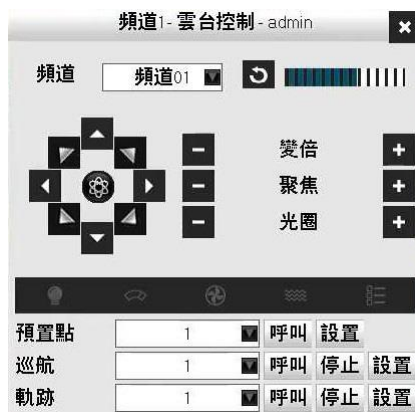 頻道1- 雲台控制 - admin
頻道 頻道01
變倍
聚焦
光圈
預置點 1 呼叫 設置
巡航 1 呼叫 停止 設置
軌跡 1 呼叫 停止 設置